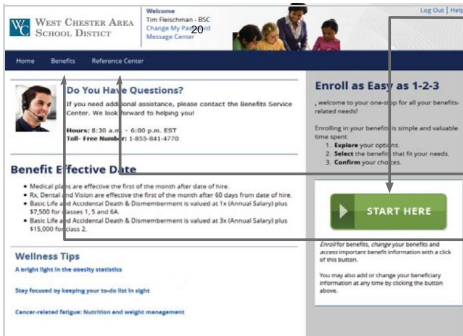 WEST CHESTER AREA
SCHOOL DISTICT
Welcome
Tim Fleischman - BSC
Change My Password
20
Message Center
Log Out | Help
Home Benefits Reference Center
Do You Have Questions?
If you need additional assistance, please contact the Benefits Service
Center. We look forward to helping you!
Hours: 8:30 a.m. - 6:00 p.m. EST
Toll- Free Number: 1-855-841-4770
Benefit Effective Date
Medical plans are effective the first of the month after date of hire.
Rx, Dental and Vision are effective the first of the month after 60 days from date of hire.
Basic Life and Accidental Death & Dismemberment is valued at 1x (Annual Salary) plus
$7,500 for classes 1, 5 and 6A.
Basic Life and Accidental Death & Dismemberment is valued at 3x (Annual Salary) plus
$15,000 for class 2.
Wellness Tips
A bright light in the obesity statistics
Stay focused by keeping your to-do list in sight
Cancer-related fatigue: Nutrition and weight management
Enroll as Easy as 1-2-3
, welcome to your one-stop for all your benefits-
related needs!
Enrolling in your benefits is simple and valuable
time spent.
1. Explore your options.
2. Select the benefits that fit your needs.
3. Confirm your choices.
START HERE
Enroll for benefits, change your benefits and
access important benefit information with a click
of this button.
You may also add or change your beneficiary
information at any time by clicking the button
above.